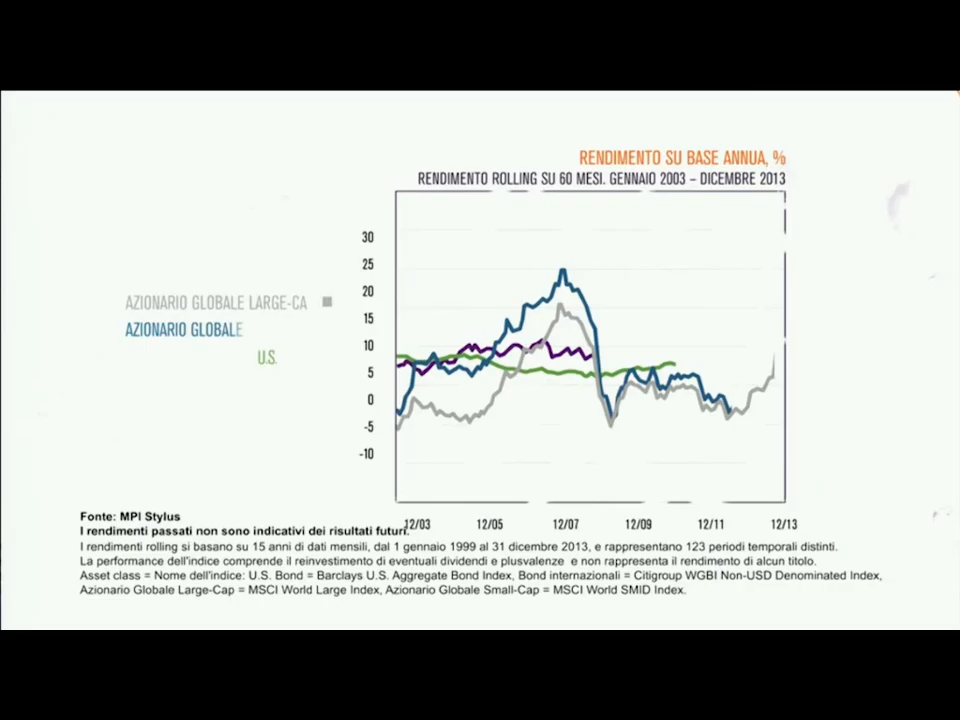 RENDIMENTO SU BASE ANNUA, %
RENDIMENTO ROLLING SU 60 MESI. GENNAIO 2003 – DICEMBRE 2013
30
25
20
15
10
5
0
-5
-10
AZIONARIO GLOBALE LARGE-CA
AZIONARIO GLOBALE
U.S.
12/03 12/05 12/07 12/09 12/11 12/13
Fonte: MPI Stylus
I rendimenti passati non sono indicativi dei risultati futuri.
I rendimenti rolling si basano su 15 anni di dati mensili, dal 1 gennaio 1999 al 31 dicembre 2013, e rappresentano 123 periodi temporali distinti.
La performance dell'indice comprende il reinvestimento di eventuali dividendi e plusvalenze e non rappresenta il rendimento di alcun titolo.
Asset class = Nome dell'indice: U.S. Bond = Barclays U.S. Aggregate Bond Index, Bond internazionali = Citigroup WGBI Non-USD Denominated Index,
Azionario Globale Large-Cap = MSCI World Large Index, Azionario Globale Small-Cap = MSCI World SMID Index.